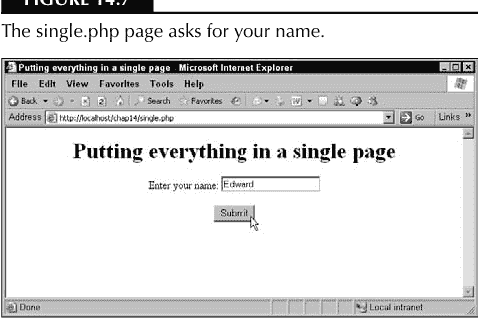 FIGURE 14.7
The single.php page asks for your name.
Putting everything in a single page - Microsoft Internet Explorer
File Edit View Favorites Tools Help
Back Search Favorites
Address http://localhost/chap14/single.php Go Links »
Putting everything in a single page
Enter your name: Edward
Submit
Done Local intranet